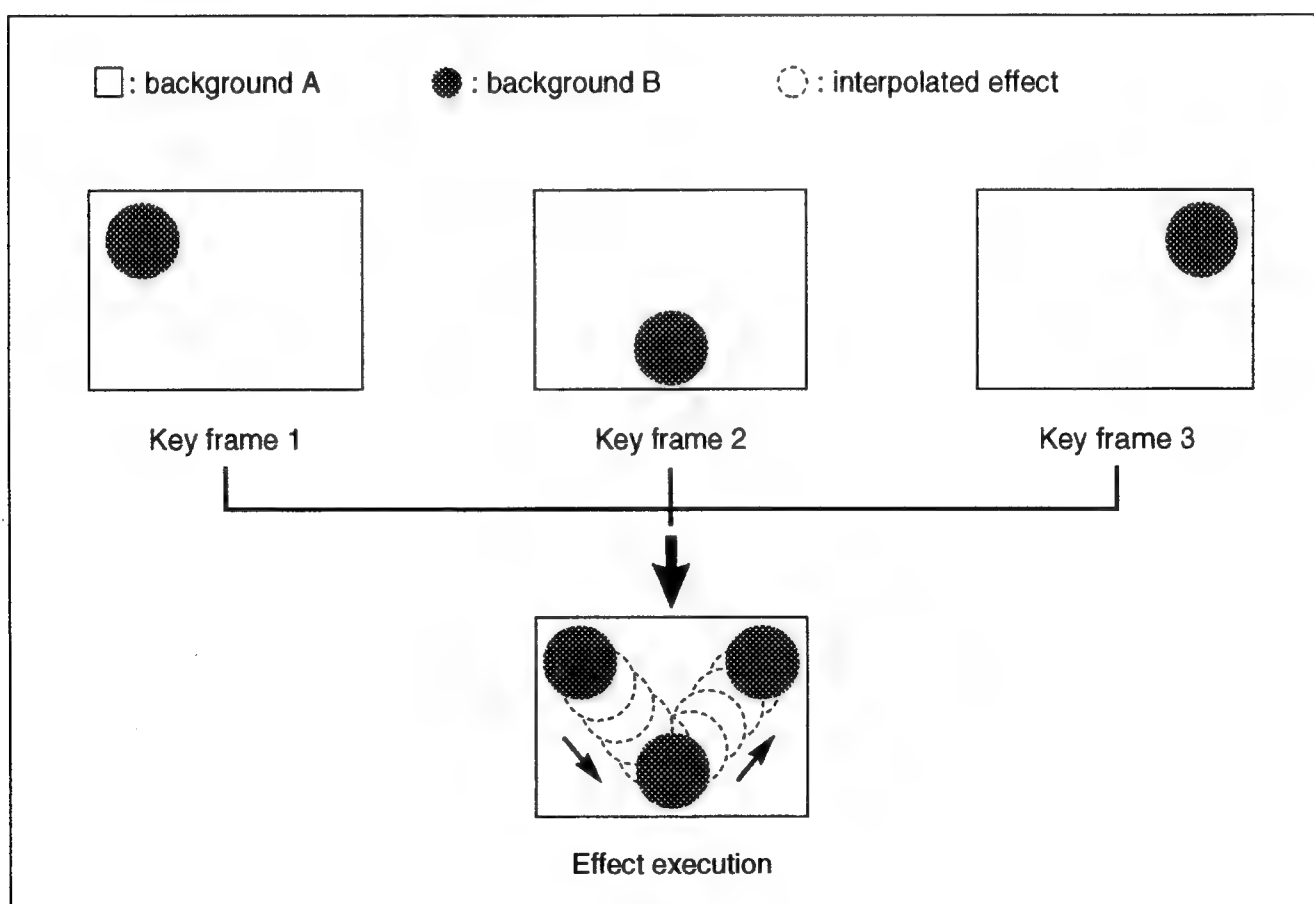 : background A : background B : interpolated effect
Key frame 1 Key frame 2 Key frame 3
Effect execution